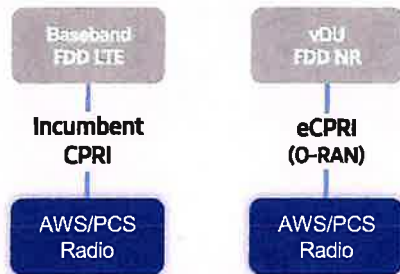 Baseband
FDD LTE
Incumbent
CPRI
AWS/PCS
Radio
vDU
FDD NR
eCPRI
(O-RAN)
AWS/PCS
Radio